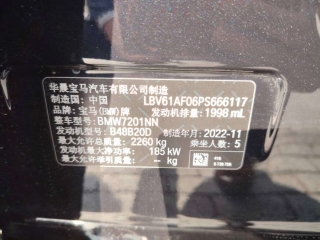 华晨宝马汽车有限公司制造
制造国: 中国 LBV61AF06PS666117
品牌: 宝马(BMW)牌 发动机排量: 1998 mL
整车型号: BMW7201NN
发动机型号: B48B20D 制造年月: 2022-11
最大允许总质量: 2260 kg 乘坐人数: 5
发动机最大净功率: 185 kW
最大允许牵引质量: -- kg